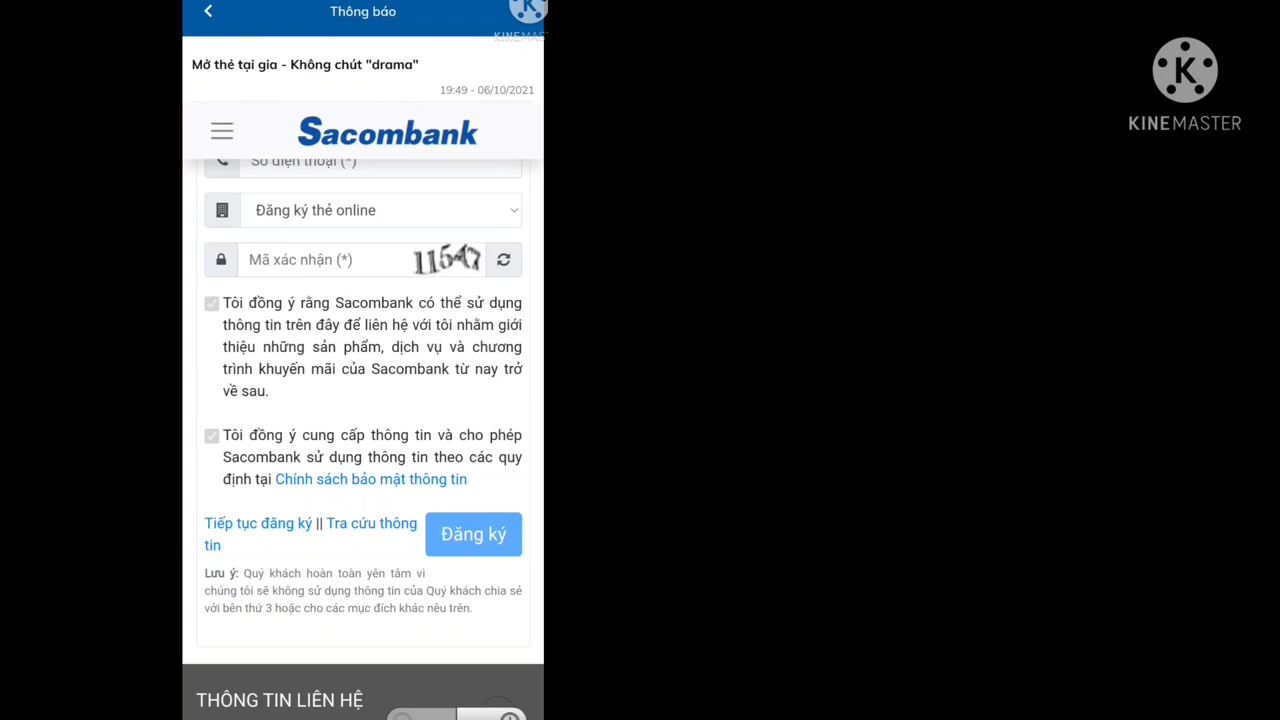 Thông báo
KINEMAS
Mở thẻ tại gia - Không chút "drama"
19:49 - 06/10/2021
K
KINEMASTER
Sacombank
Số điện thoại (*)
Đăng ký thẻ online
Mã xác nhận (*) 11547
Tôi đồng ý rằng Sacombank có thể sử dụng
thông tin trên đây để liên hệ với tôi nhằm giới
thiệu những sản phẩm, dịch vụ và chương
trình khuyến mãi của Sacombank từ nay trở
về sau.
Tôi đồng ý cung cấp thông tin và cho phép
Sacombank sử dụng thông tin theo các quy
định tại Chính sách bảo mật thông tin
Tiếp tục đăng ký || Tra cứu thông
tin
Đăng ký
Lưu ý: Quý khách hoàn toàn yên tâm vì
chúng tôi sẽ không sử dụng thông tin của Quý khách chia sẻ
với bên thứ 3 hoặc cho các mục đích khác nêu trên.
THÔNG TIN LIÊN HỆ